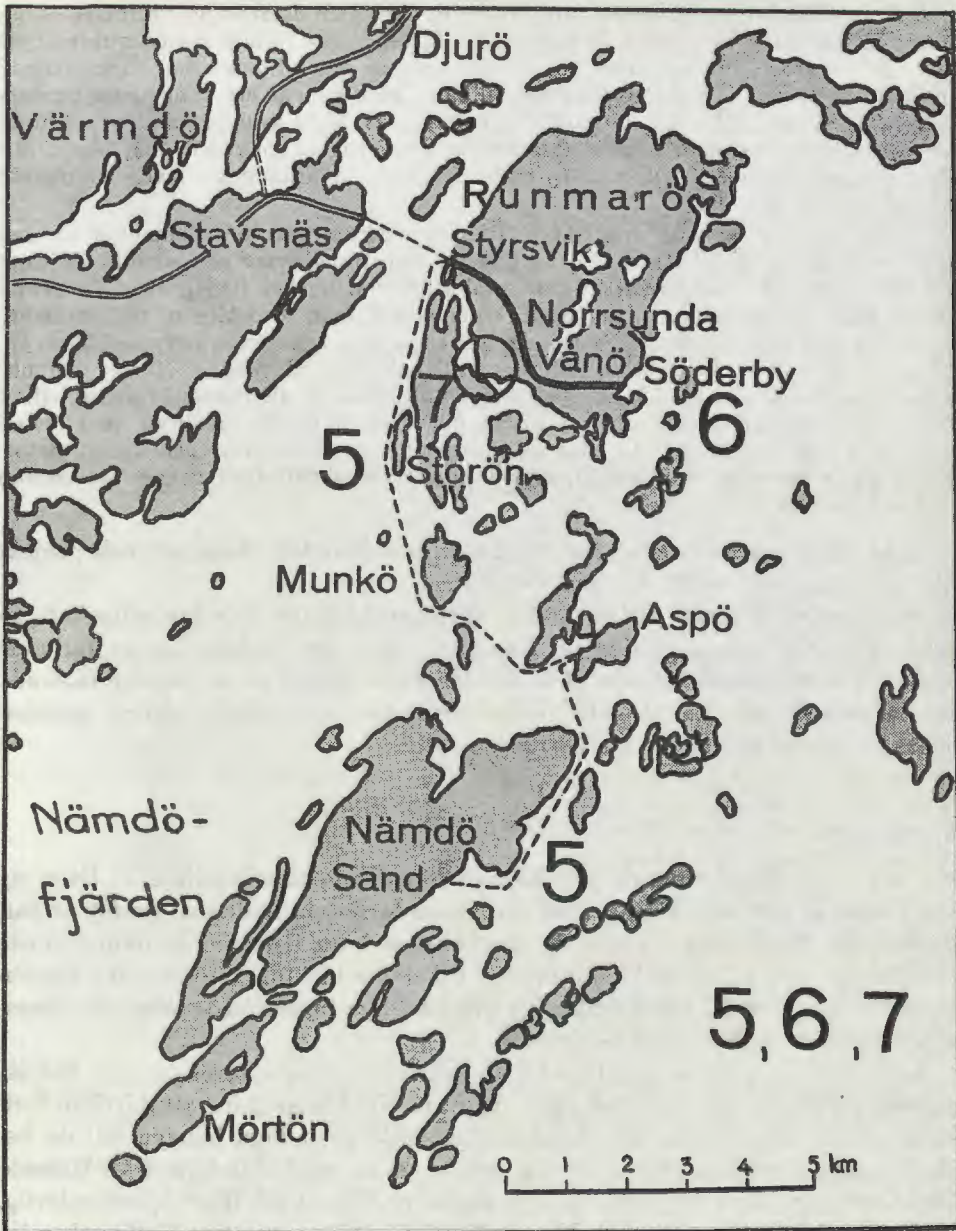 Djurö
Värmdö
Runmarö
Stavsnäs
Styrsvik
Norrsunda
Vånö
Söderby
7
5
6
Storön
Munkö
Aspö
Nämdö-
fjärden
Nämdö
Sand
5
5, 6, 7
Mörtön
0 1 2 3 4 5 km